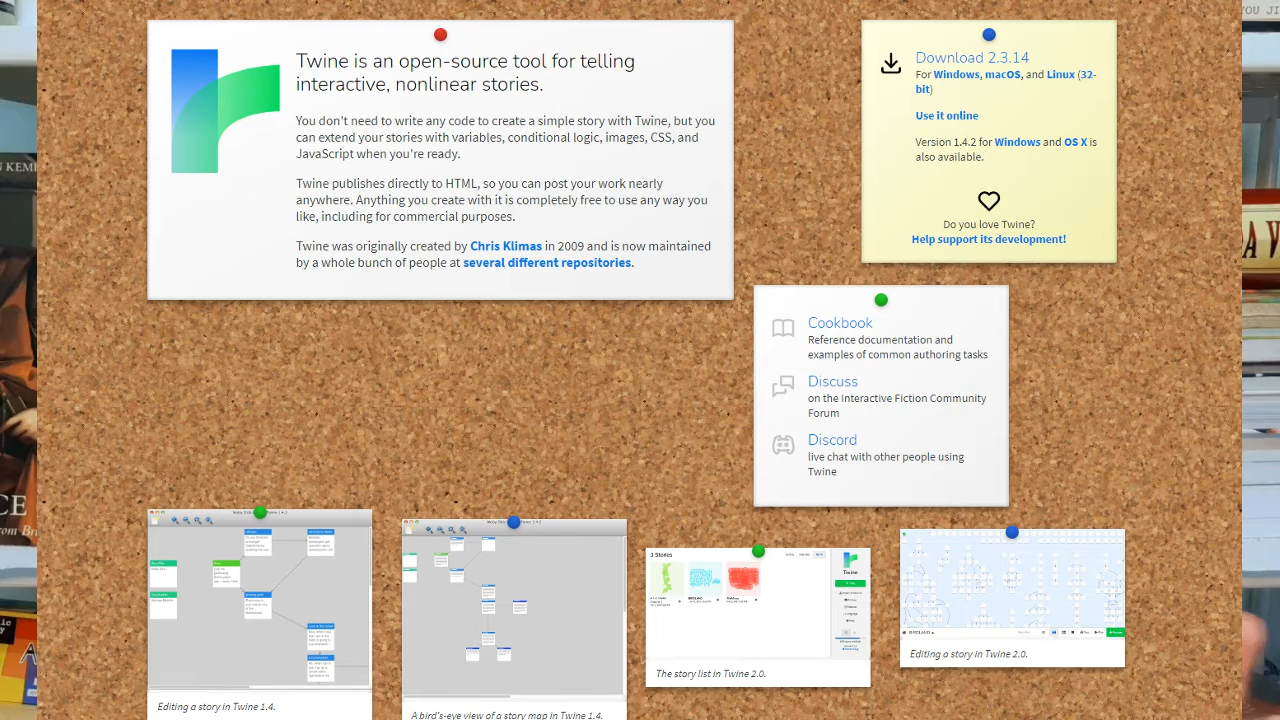 Twine is an open-source tool for telling
interactive nonlinear stories.
You don't need to write any code to create a simple story with Twine, but you
can extend your stories with variables, conditional logic, images, CSS, and
JavaScript when you're ready.
Twine publishes directly to HTML, so you can post your work nearly
anywhere. Anything you create with it is completely free to use any way you
like, including for commercial purposes.
Twine was originally created by Chris Klimas in 2009 and is now maintained
by a whole bunch of people at several different repositories.
Download 2.3.14
For Windows, macOS, and Linux (32-
bit)
Use it online
Version 1.4.2 for Windows and OS X is
also available.
Do you love Twine?
Help support its development!
Cookbook
Reference documentation and
examples of common authoring tasks
Discuss
on the Interactive Fiction Community
Forum
Discord
live chat with other people using
Twine
Editing a story in Twine 1.4.
A bird's-eye view of a story map in Twine 1.4.
3 Stories
Twine
The story list in Twine 2.0.
Editing a story in Twine 2.0.